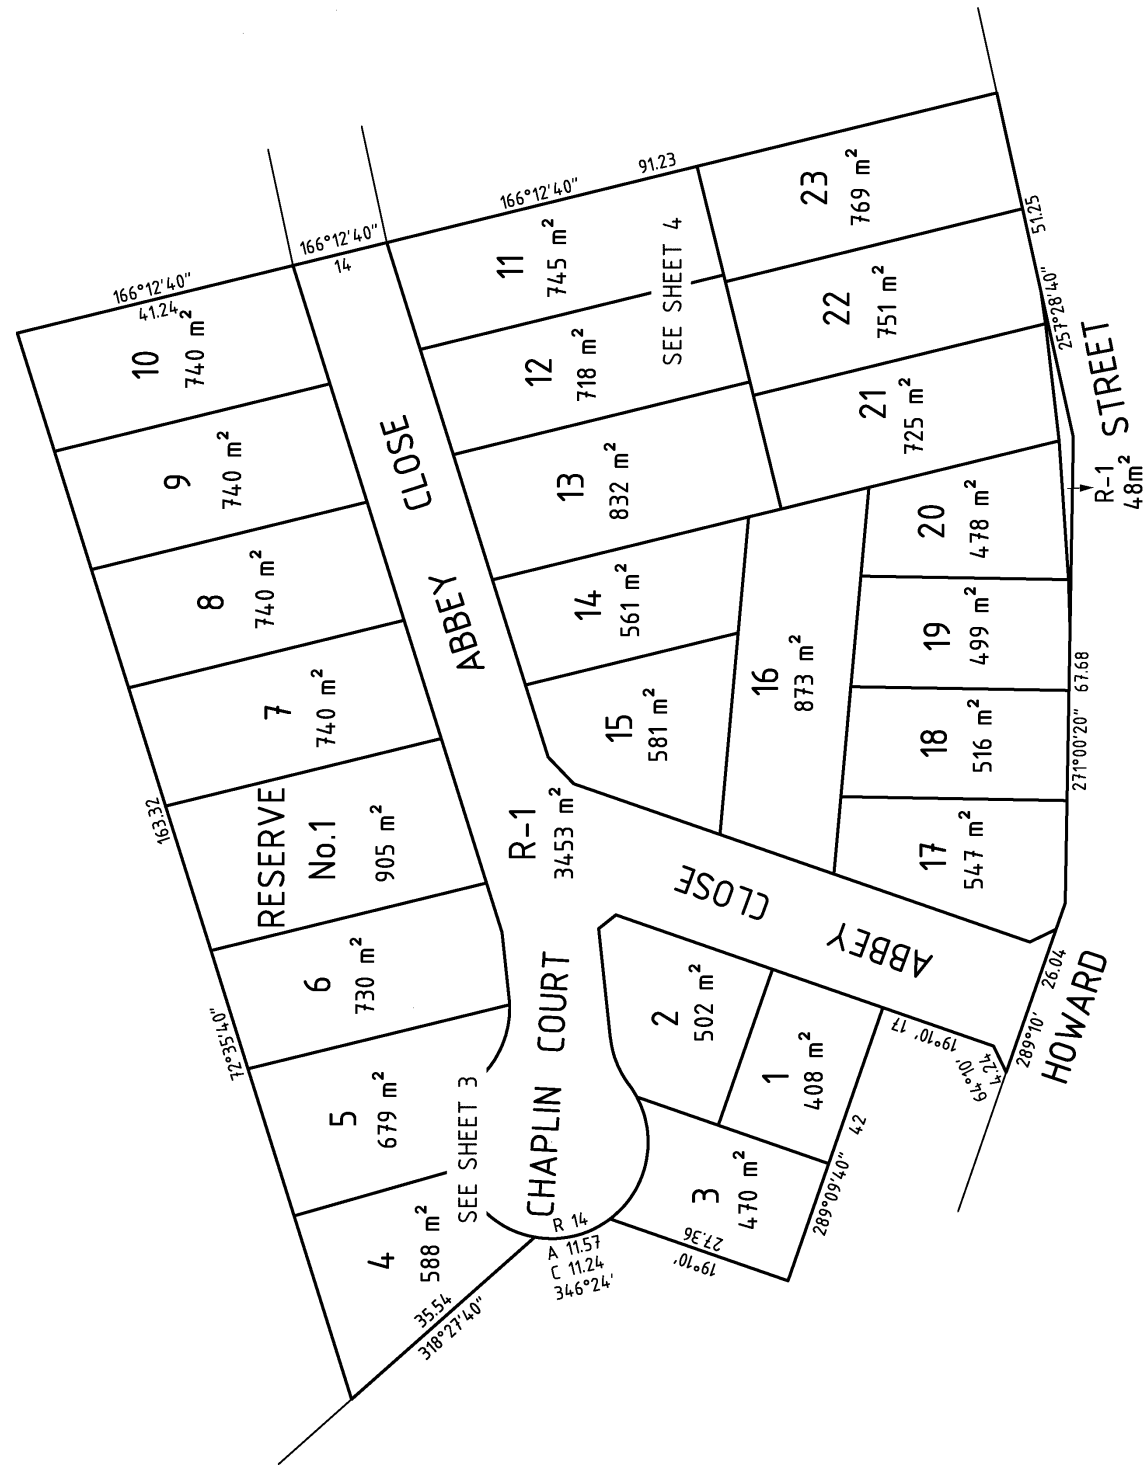 166°12'40"
41.24
10
740 m²
9
740 m²
8
740 m²
7
740 m²
163.32
RESERVE
No.1
905 m²
6
730 m²
72°35'40"
5
679 m²
4
588 m²
SEE SHEET 3
35.54
318°27'40"
166°12'40"
14
ABBEY CLOSE
R-1
3453 m²
CHAPLIN COURT
R 14
A 11.57
C 11.24
346°24'
166°12'40"
91.23
11
745 m²
SEE SHEET 4
12
718 m²
13
832 m²
14
561 m²
15
581 m²
16
873 m²
23
769 m²
22
751 m²
21
725 m²
20
478 m²
19
499 m²
18
516 m²
17
547 m²
51.25
257°28'40"
R-1
48m²
67.68
271°00'20"
HOWARD STREET
26.04
289°10'
ABBEY CLOSE
2
502 m²
1
408 m²
3
470 m²
19°10' 17
64°10'
4.24
42
289°09'40"
27.36
19°10'